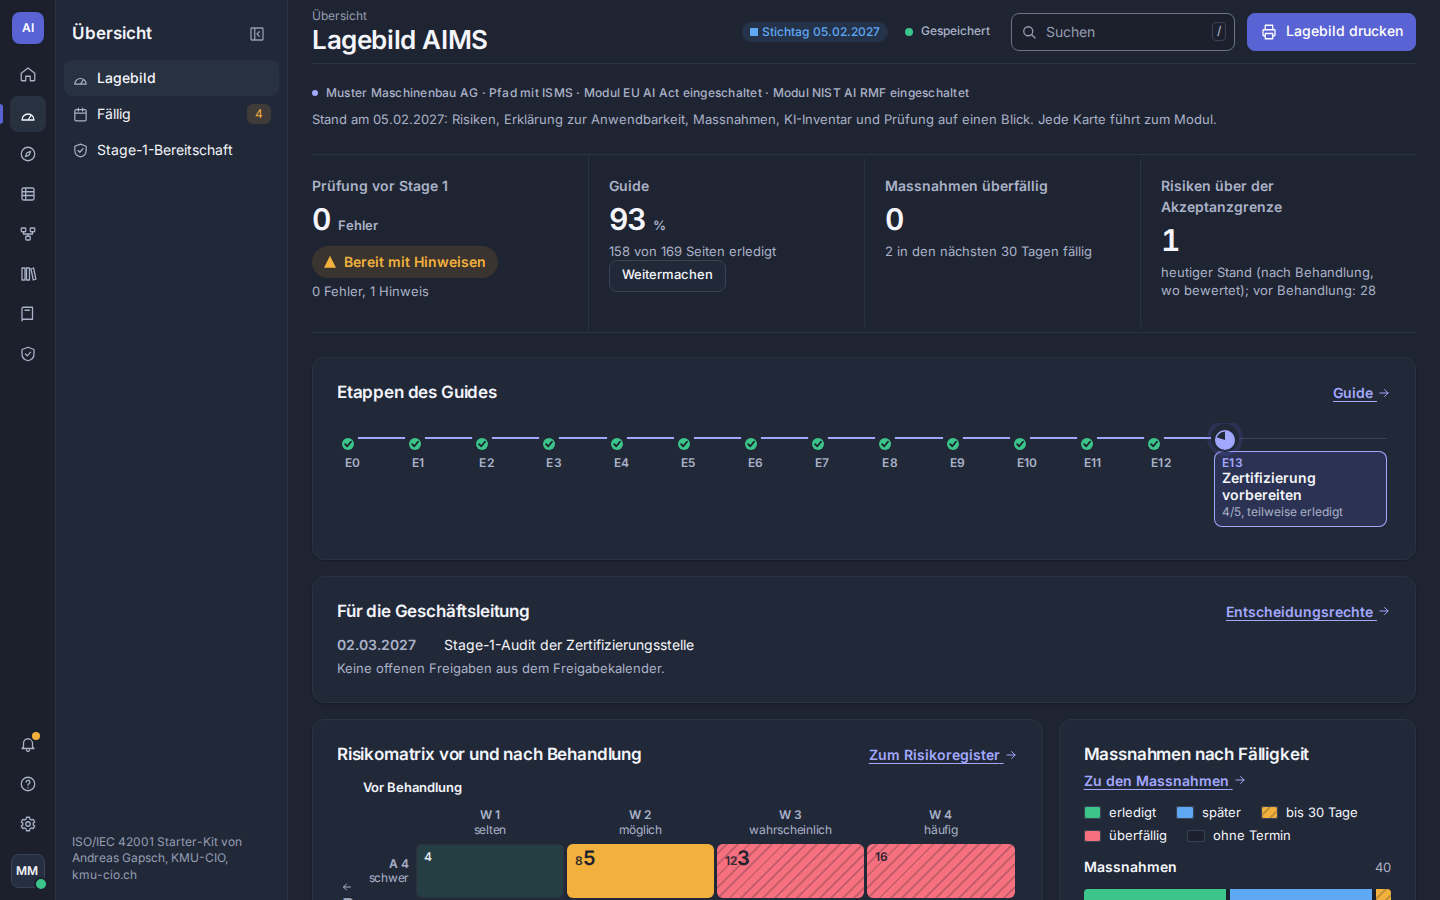 AI
Übersicht
Lagebild
Fällig
4
Stage-1-Bereitschaft
ISO/IEC 42001 Starter-Kit von
Andreas Gapsch, KMU-CIO,
kmu-cio.ch
MM
Übersicht
Lagebild AIMS
Stichtag 05.02.2027
Gespeichert
Suchen
/
Lagebild drucken
Muster Maschinenbau AG · Pfad mit ISMS · Modul EU AI Act eingeschaltet · Modul NIST AI RMF eingeschaltet
Stand am 05.02.2027: Risiken, Erklärung zur Anwendbarkeit, Massnahmen, KI-Inventar und Prüfung auf einen Blick. Jede Karte führt zum Modul.
Prüfung vor Stage 1
0 Fehler
Bereit mit Hinweisen
0 Fehler, 1 Hinweis
Guide
93 %
158 von 169 Seiten erledigt
Weitermachen
Massnahmen überfällig
0
2 in den nächsten 30 Tagen fällig
Risiken über der
Akzeptanzgrenze
1
heutiger Stand (nach Behandlung,
wo bewertet); vor Behandlung: 28
Etappen des Guides
Guide →
E0 E1 E2 E3 E4 E5 E6 E7 E8 E9 E10 E11 E12
E13
Zertifizierung
vorbereiten
4/5, teilweise erledigt
Für die Geschäftsleitung
Entscheidungsrechte →
02.03.2027 Stage-1-Audit der Zertifizierungsstelle
Keine offenen Freigaben aus dem Freigabekalender.
Risikomatrix vor und nach Behandlung
Zum Risikoregister →
Vor Behandlung
W 1 W 2 W 3 W 4
selten möglich wahrscheinlich häufig
A 4
schwer
4
8 5
12 3
16
←
Massnahmen nach Fälligkeit
Zu den Massnahmen →
erledigt später bis 30 Tage
überfällig ohne Termin
Massnahmen 40